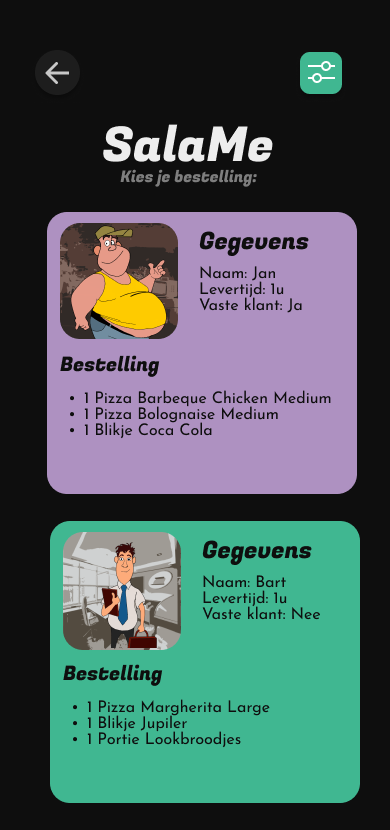 SalaMe
Kies je bestelling:
Gegevens
Naam: Jan
Levertijd: 1u
Vaste klant: Ja
Bestelling
• 1 Pizza Barbeque Chicken Medium
• 1 Pizza Bolognaise Medium
• 1 Blikje Coca Cola
Gegevens
Naam: Bart
Levertijd: 1u
Vaste klant: Nee
Bestelling
• 1 Pizza Margherita Large
• 1 Blikje Jupiler
• 1 Portie Lookbroodjes